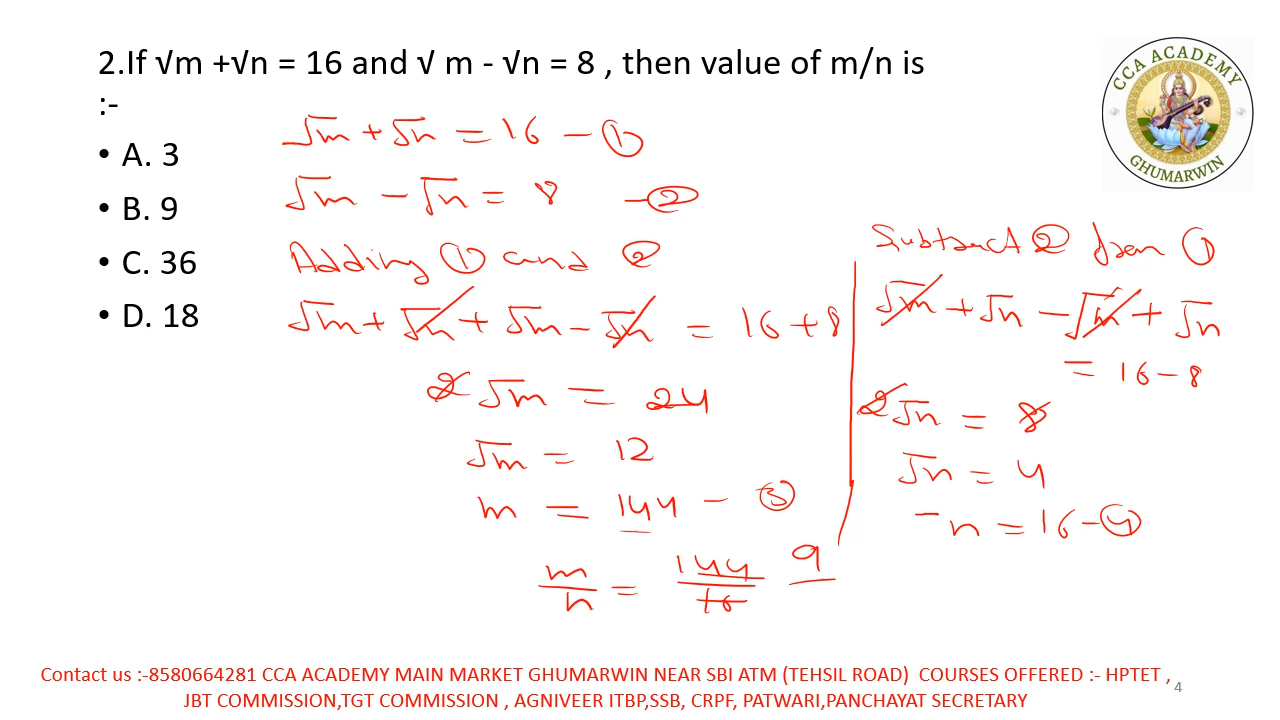 2.If √m +√n = 16 and √ m - √n = 8 , then value of m/n is
:-
• A. 3
• B. 9
• C. 36
• D. 18
√m + √n = 16 – ①
√m – √n = 8 – ②
Adding ① and ②
√m + √n + √m – √n = 16 + 8
2√m = 24
√m = 12
m = 144 – ③
m/n = 144/16 9
Subtract ② from ①
√m + √n – √m + √n
= 16 – 8
2√n = 8
√n = 4
n = 16 – ④
CCA ACADEMY
GHUMARWIN
Contact us :-8580664281 CCA ACADEMY MAIN MARKET GHUMARWIN NEAR SBI ATM (TEHSIL ROAD) COURSES OFFERED :- HPTET ,
JBT COMMISSION,TGT COMMISSION , AGNIVEER ITBP,SSB, CRPF, PATWARI,PANCHAYAT SECRETARY
4